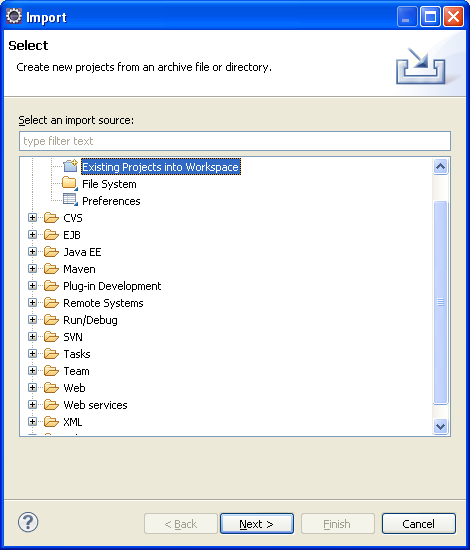 Import
Select
Create new projects from an archive file or directory.
Select an import source:
type filter text
Existing Projects into Workspace
File System
Preferences
CVS
EJB
Java EE
Maven
Plug-in Development
Remote Systems
Run/Debug
SVN
Tasks
Team
Web
Web services
XML
?
< Back
Next >
Finish
Cancel